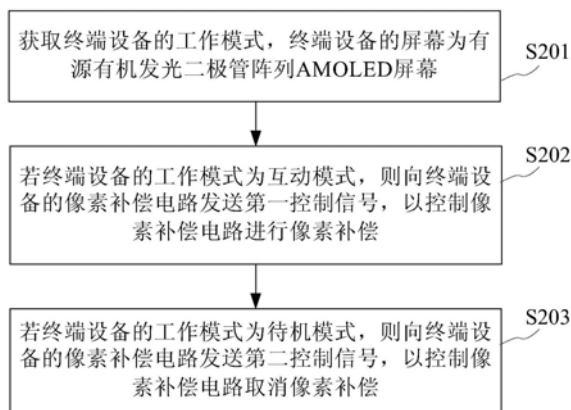 获取终端设备的工作模式，终端设备的屏幕为有
源有机发光二极管阵列AMOLED屏幕
S201
若终端设备的工作模式为互动模式，则向终端设
备的像素补偿电路发送第一控制信号，以控制像
素补偿电路进行像素补偿
S202
若终端设备的工作模式为待机模式，则向终端设
备的像素补偿电路发送第二控制信号，以控制像
素补偿电路取消像素补偿
S203